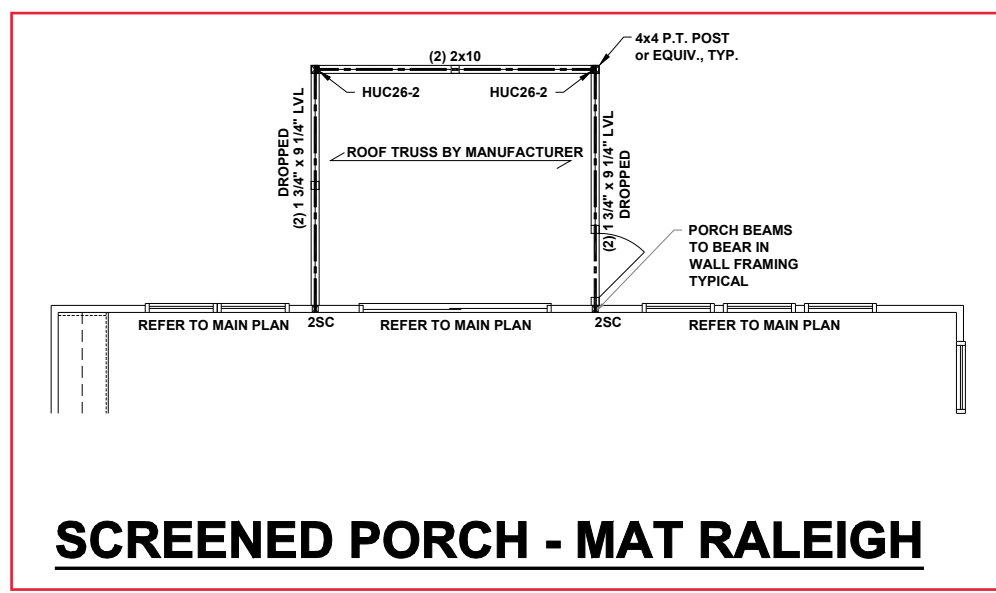 4x4 P.T. POST
or EQUIV., TYP.
(2) 2x10
HUC26-2
HUC26-2
DROPPED
(2) 1 3/4" x 9 1/4" LVL
ROOF TRUSS BY MANUFACTURER
(2) 1 3/4" x 9 1/4" LVL
DROPPED
PORCH BEAMS
TO BEAR IN
WALL FRAMING
TYPICAL
REFER TO MAIN PLAN
2SC
REFER TO MAIN PLAN
2SC
REFER TO MAIN PLAN
SCREENED PORCH - MAT RALEIGH